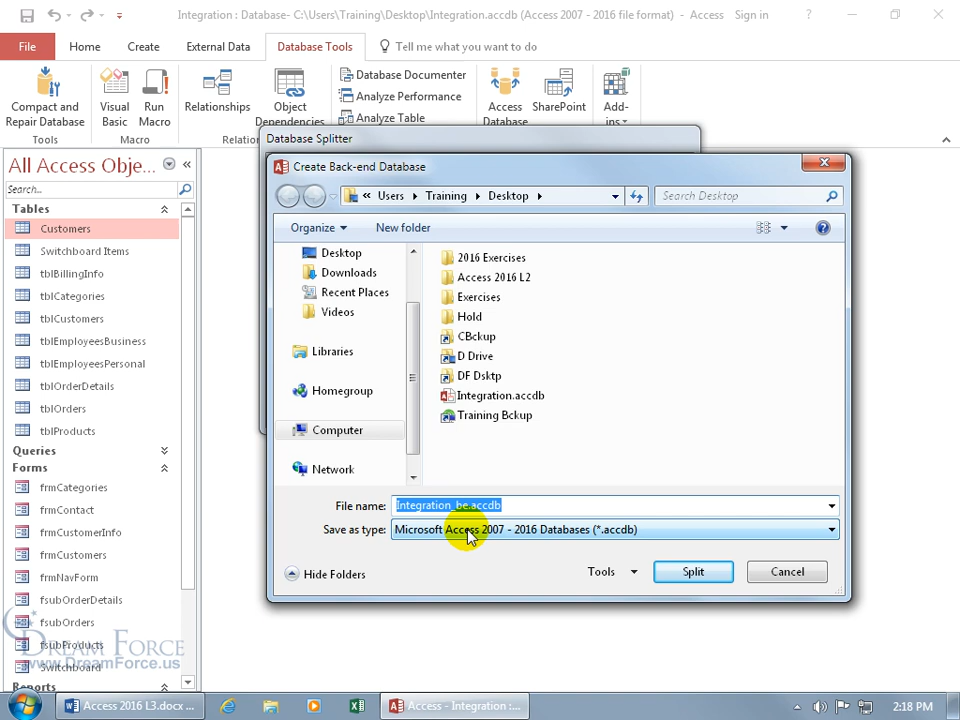 Integration : Database- C:\Users\Training\Desktop\Integration.accdb (Access 2007 - 2016 file format) - Access Sign in ?
File Home Create External Data Database Tools Tell me what you want to do
Compact and Repair Database
Visual Basic
Run Macro
Relationships
Object Dependencies
Database Documenter
Analyze Performance
Analyze Table
Access Database
SharePoint
Add-ins
Tools Macro Relatio
All Access Obje...
Search...
Tables
Customers
Switchboard Items
tblBillingInfo
tblCategories
tblCustomers
tblEmployeesBusiness
tblEmployeesPersonal
tblOrderDetails
tblOrders
tblProducts
Queries
Forms
frmCategories
frmContact
frmCustomerInfo
frmCustomers
frmNavForm
fsubOrderDetails
fsubOrders
fsubProducts
Switchboard
Reports
DREAM FORCE
www.DreamForce.us
Database Splitter
Create Back-end Database
« Users Training Desktop
Search Desktop
Organize New folder
Desktop
Downloads
Recent Places
Videos
Libraries
Homegroup
Computer
Network
2016 Exercises
Access 2016 L2
Exercises
Hold
CBckup
D Drive
DF Dsktp
Integration.accdb
Training Bckup
File name: Integration_be.accdb
Save as type: Microsoft Access 2007 - 2016 Databases (*.accdb)
Hide Folders Tools Split Cancel
Access 2016 L3.docx ...
Access - Integration :...
2:18 PM